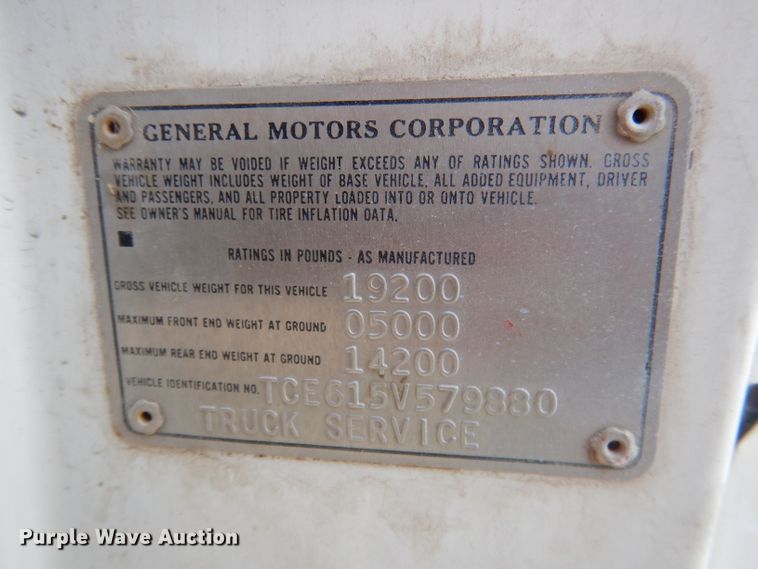 GENERAL MOTORS CORPORATION
WARRANTY MAY BE VOIDED IF WEIGHT EXCEEDS ANY OF RATINGS SHOWN. GROSS
VEHICLE WEIGHT INCLUDES WEIGHT OF BASE VEHICLE, ALL ADDED EQUIPMENT, DRIVER
AND PASSENGERS, AND ALL PROPERTY LOADED INTO OR ONTO VEHICLE.
SEE OWNER'S MANUAL FOR TIRE INFLATION DATA.
RATINGS IN POUNDS - AS MANUFACTURED
GROSS VEHICLE WEIGHT FOR THIS VEHICLE 19200
MAXIMUM FRONT END WEIGHT AT GROUND 05000
MAXIMUM REAR END WEIGHT AT GROUND 14200
VEHICLE IDENTIFICATION NO. TCE615V579880
TRUCK SERVICE
Purple Wave Auction